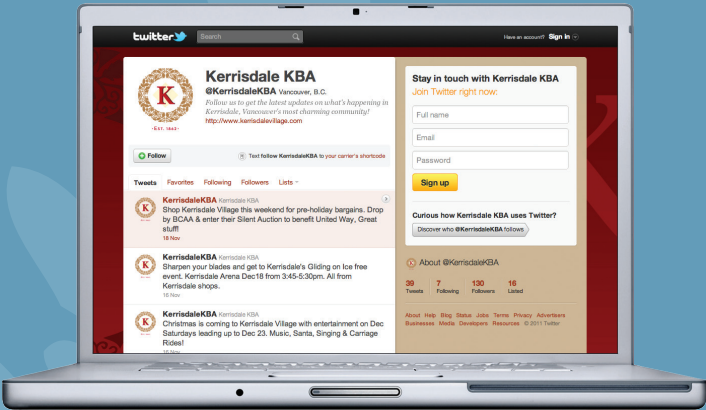 twitter
Search
Have an account? Sign in
K
Kerrisdale KBA
@KerrisdaleKBA Vancouver, B.C.
Follow us to get the latest updates on what's happening in
Kerrisdale, Vancouver's most charming community!
http://www.kerrisdalevillage.com
Follow
Text follow KerrisdaleKBA to your carrier's shortcode
Tweets Favorites Following Followers Lists
KerrisdaleKBA Kerrisdale KBA
Shop Kerrisdale Village this weekend for pre-holiday bargains. Drop
by BCAA & enter their Silent Auction to benefit United Way, Great
stuff!
18 Nov
K
KerrisdaleKBA Kerrisdale KBA
Sharpen your blades and get to Kerrisdale's Gliding on Ice free
event. Kerrisdale Arena Dec18 from 3:45-5:30pm. All from
Kerrisdale shops.
16 Nov
K
KerrisdaleKBA Kerrisdale KBA
Christmas is coming to Kerrisdale Village with entertainment on Dec
Saturdays leading up to Dec 23. Music, Santa, Singing & Carriage
Rides!
16 Nov
K
Stay in touch with Kerrisdale KBA
Join Twitter right now:
Full name
Email
Password
Sign up
Curious how Kerrisdale KBA uses Twitter?
Discover who @KerrisdaleKBA follows
About @KerrisdaleKBA
39 7 130 16
Tweets Following Followers Listed
About Help Blog Status Jobs Terms Privacy Advertisers
Businesses Media Developers Resources © 2011 Twitter